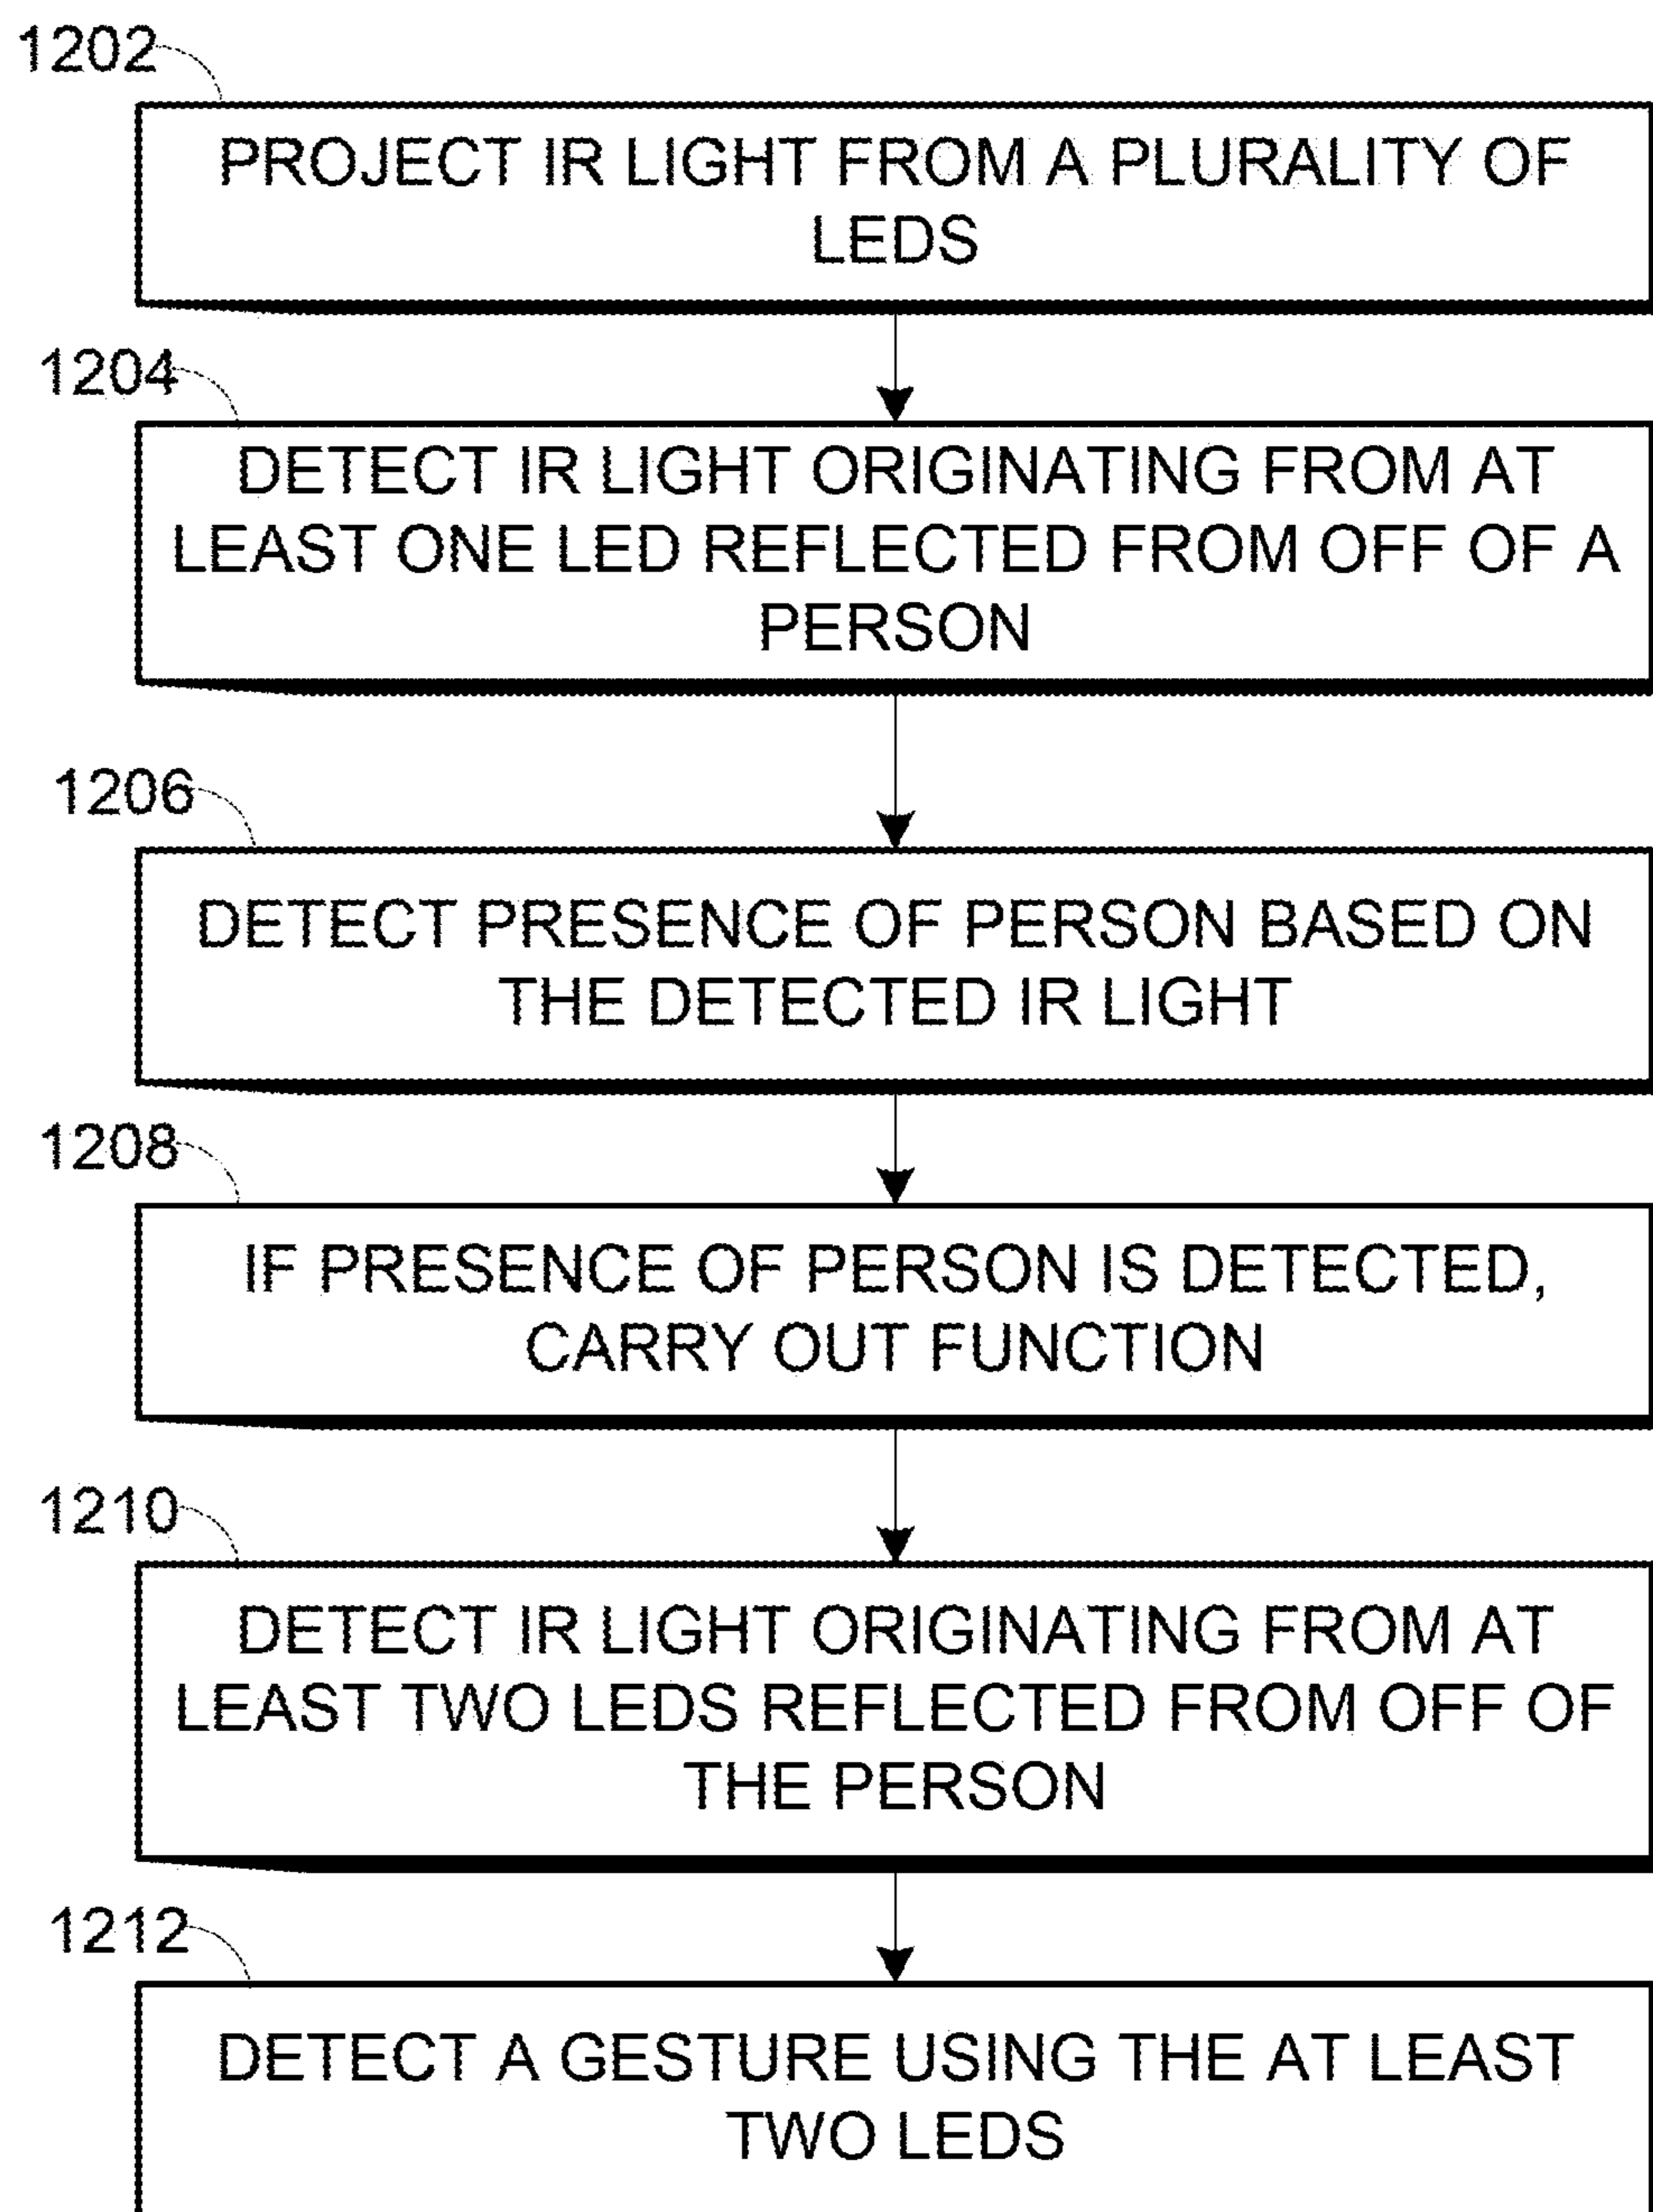 1202
PROJECT IR LIGHT FROM A PLURALITY OF
LEDS
1204
DETECT IR LIGHT ORIGINATING FROM AT
LEAST ONE LED REFLECTED FROM OFF OF A
PERSON
1206
DETECT PRESENCE OF PERSON BASED ON
THE DETECTED IR LIGHT
1208
IF PRESENCE OF PERSON IS DETECTED,
CARRY OUT FUNCTION
1210
DETECT IR LIGHT ORIGINATING FROM AT
LEAST TWO LEDS REFLECTED FROM OFF OF
THE PERSON
1212
DETECT A GESTURE USING THE AT LEAST
TWO LEDS